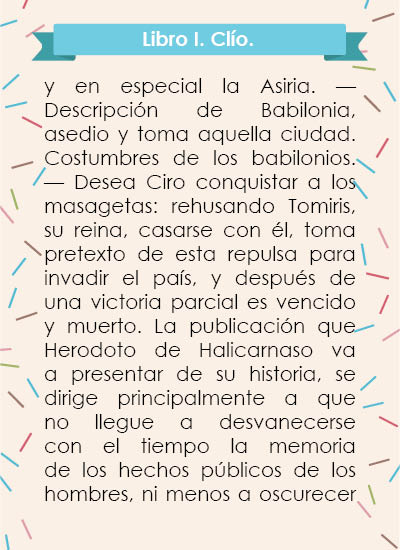 Libro I. Clío.
y en especial la Asiria. —
Descripción de Babilonia,
asedio y toma aquella ciudad.
Costumbres de los babilonios.
— Desea Ciro conquistar a los
masagetas: rehusando Tomiris,
su reina, casarse con él, toma
pretexto de esta repulsa para
invadir el país, y después de
una victoria parcial es vencido
y muerto. La publicación que
Herodoto de Halicarnaso va
a presentar de su historia, se
dirige principalmente a que
no llegue a desvanecerse
con el tiempo la memoria
de los hechos públicos de los
hombres, ni menos a oscurecer